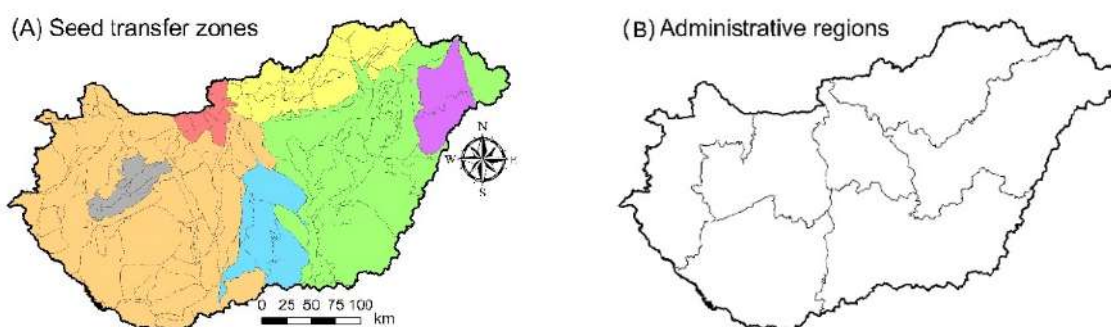 (A) Seed transfer zones
(B) Administrative regions
N
W
E
S
0 25 50 75 100
km